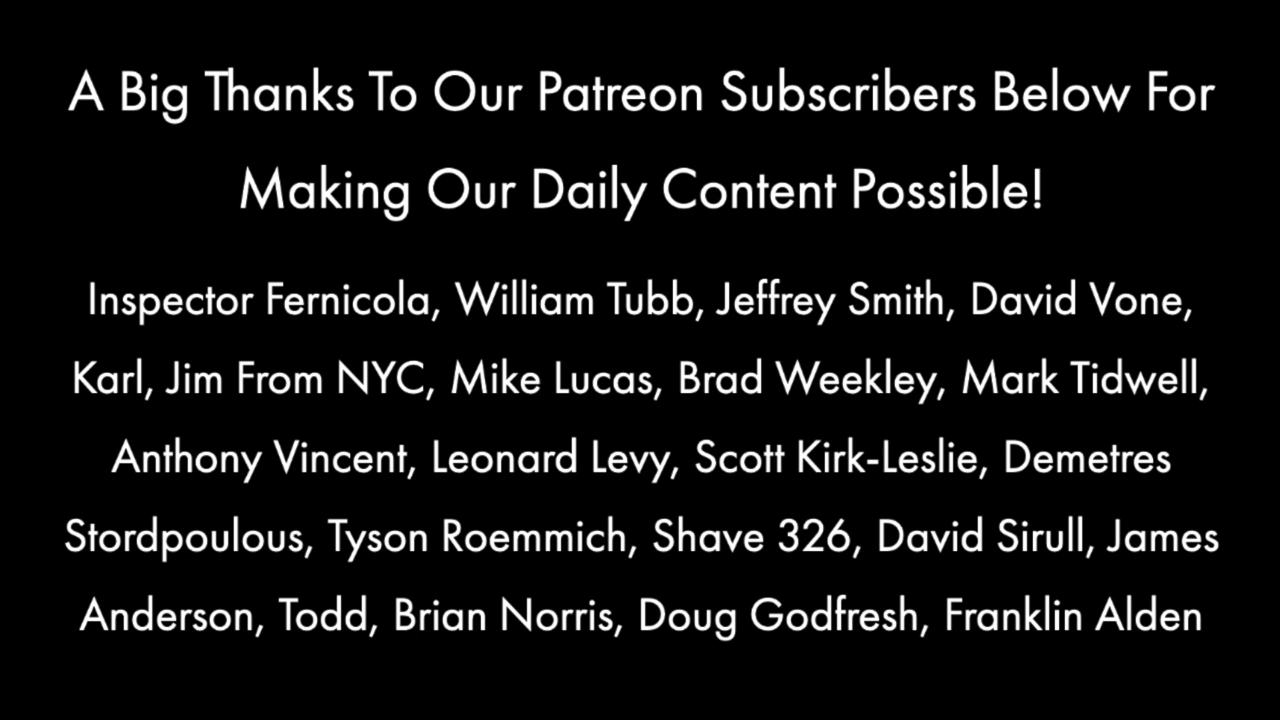 A Big Thanks To Our Patreon Subscribers Below For
Making Our Daily Content Possible!
Inspector Fernicola, William Tubb, Jeffrey Smith, David Vone,
Karl, Jim From NYC, Mike Lucas, Brad Weekley, Mark Tidwell,
Anthony Vincent, Leonard Levy, Scott Kirk-Leslie, Demetres
Stordpoulous, Tyson Roemmich, Shave 326, David Sirull, James
Anderson, Todd, Brian Norris, Doug Godfresh, Franklin Alden